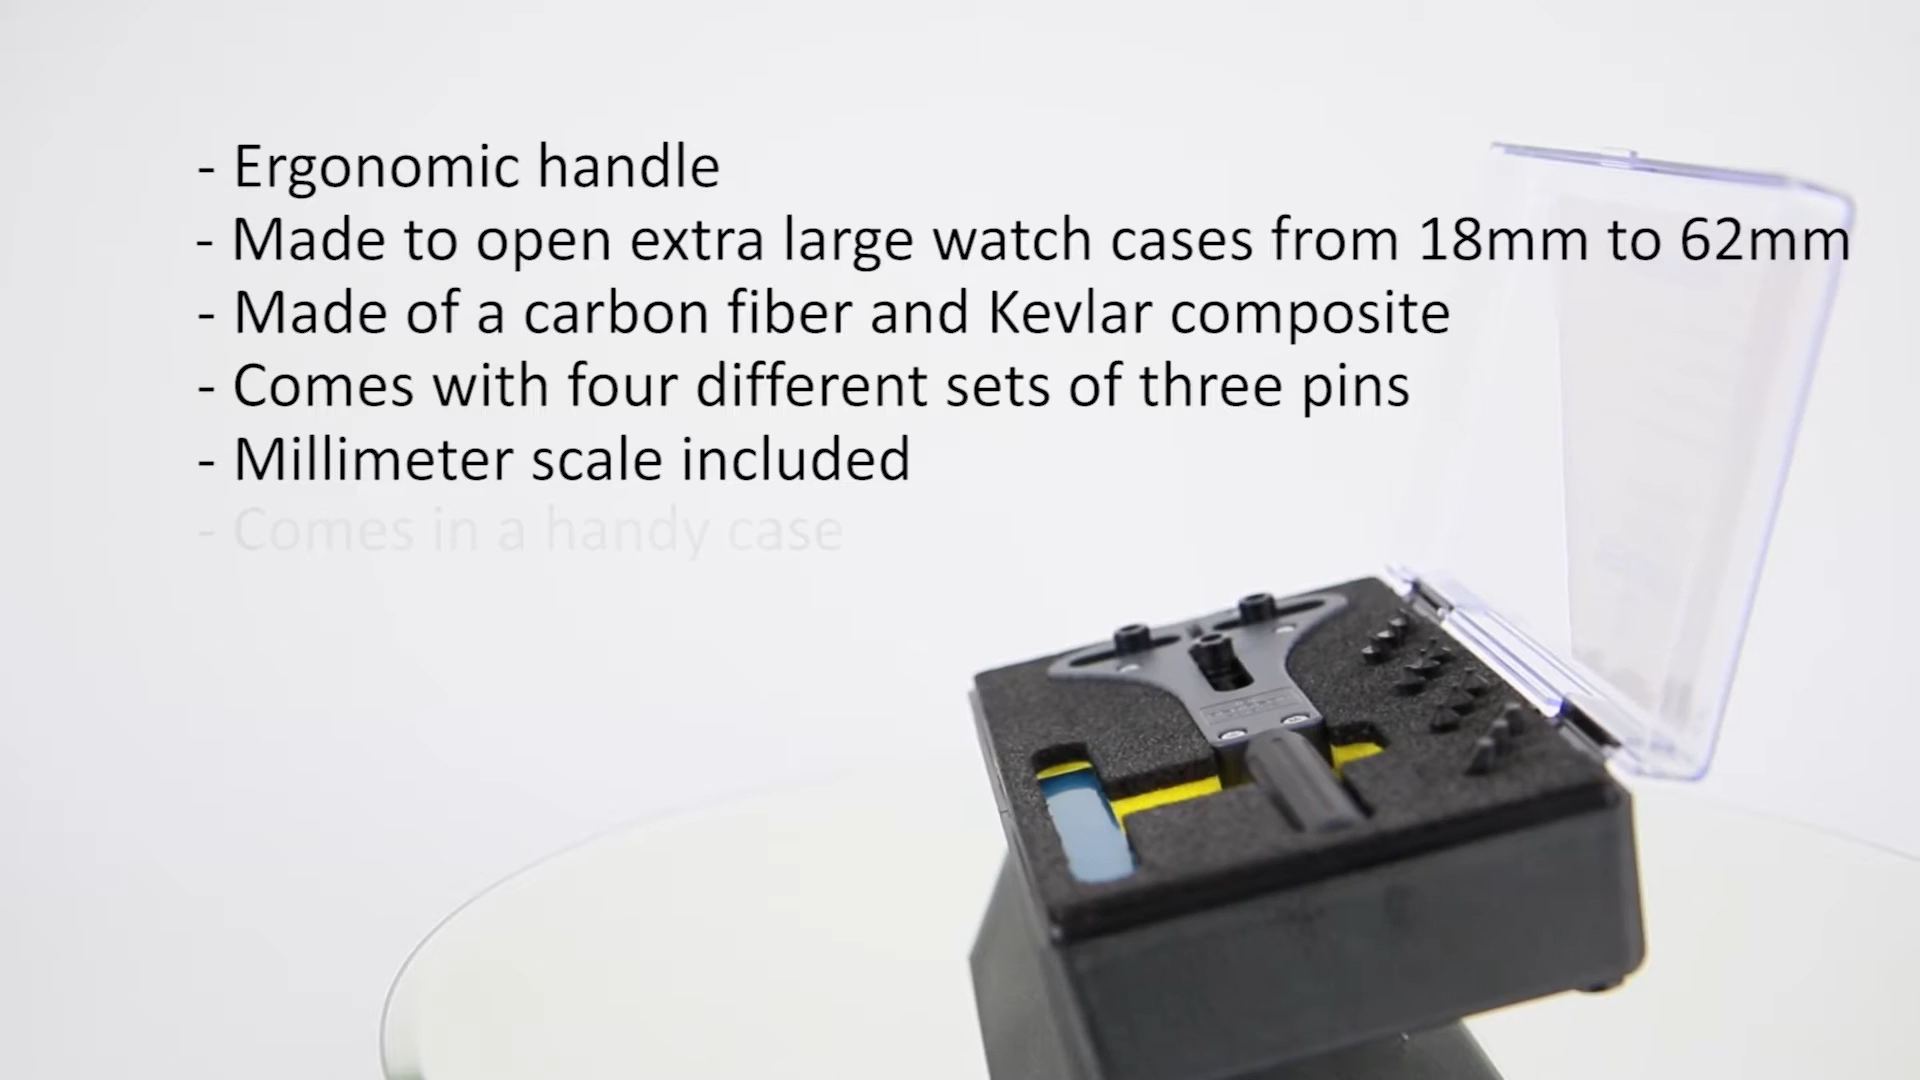 - Ergonomic handle
- Made to open extra large watch cases from 18mm to 62mm
- Made of a carbon fiber and Kevlar composite
- Comes with four different sets of three pins
- Millimeter scale included
- Comes in a handy case